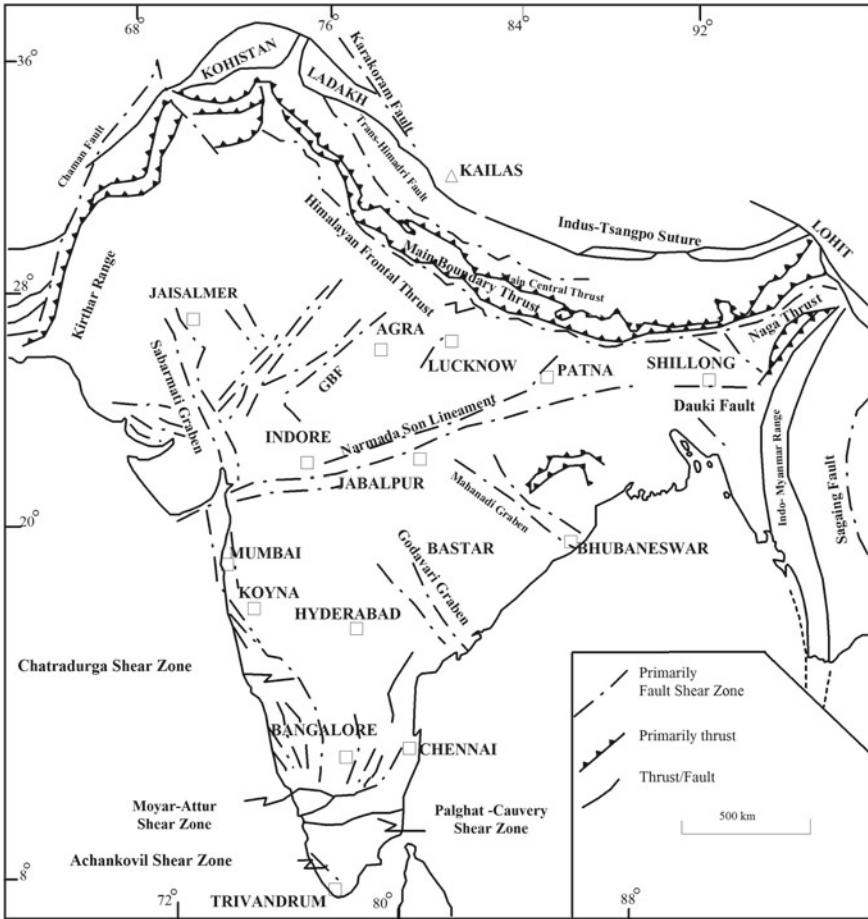 68°
76°
84°
92°
36°
KOHISTAN
LADAKH
Karakoram Fault
Chaman Fault
Trans-Himadri Fault
KAILAS
Indus-Tsangpo Suture
LOHIT
Himalayan Frontal Thrust
Main Boundary Thrust
Main Central Thrust
Kirthar Range
28°
JAISALMER
Naga Thrust
AGRA
LUCKNOW
GBF
PATNA
SHILLONG
Sabarmati Graben
Dauki Fault
INDORE
Narmada Son Lineament
JABALPUR
Mahanadi Graben
Indo- Myanmar Range
Sagaing Fault
20°
MUMBAI
BASTAR
BHUBANESWAR
Godavari Graben
KOYNA
HYDERABAD
Chatradurga Shear Zone
Primarily
Fault Shear Zone
BANGALORE
CHENNAI
Primarily thrust
Thrust/Fault
Moyar-Attur
Shear Zone
Palghat -Cauvery
Shear Zone
500 km
Achankovil Shear Zone
8°
TRIVANDRUM
72°
80°
88°